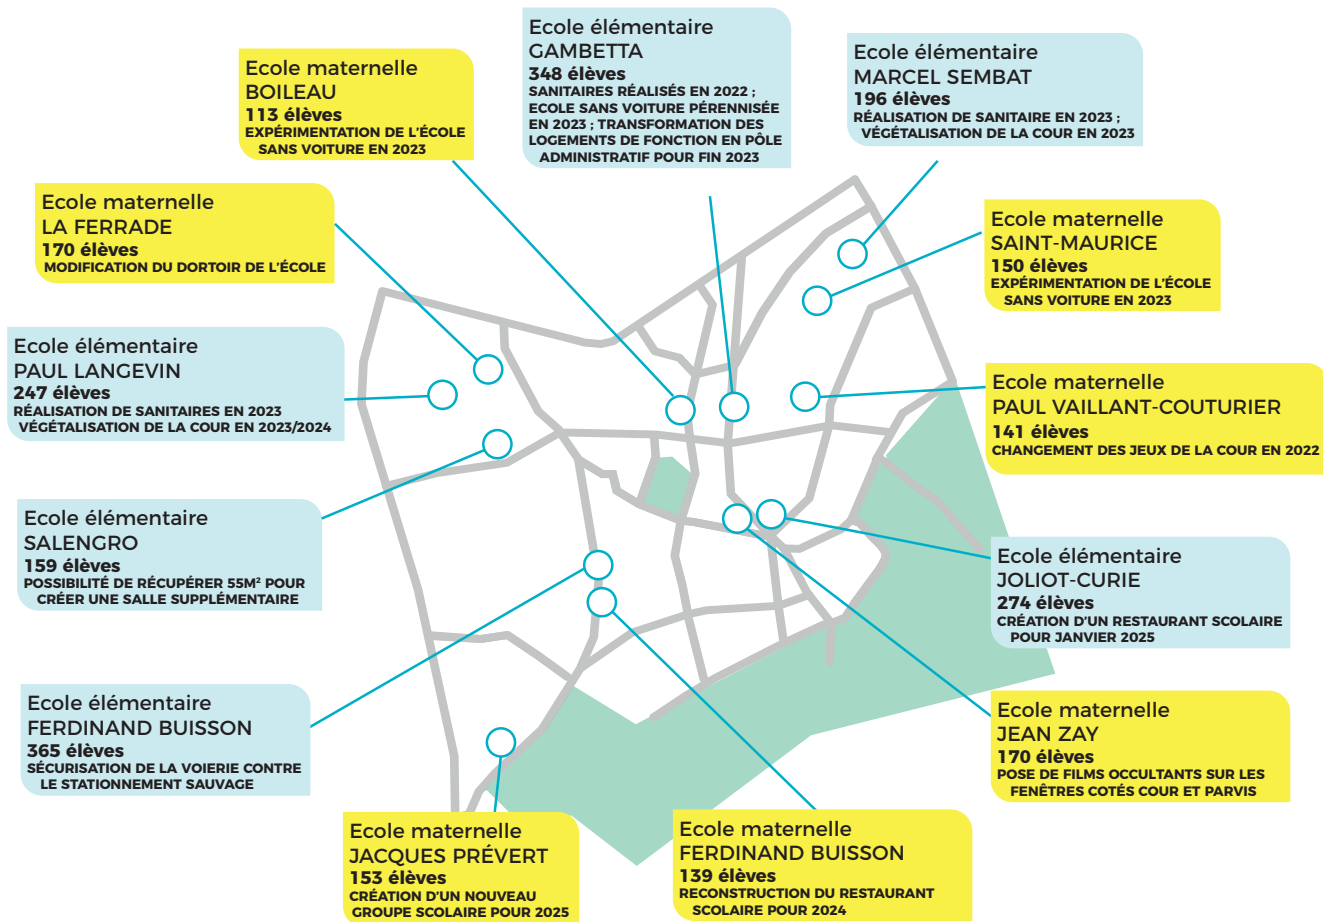 Ecole élémentaire
GAMBETTA
348 élèves
SANITAIRES RÉALISÉS EN 2022 ;
ECOLE SANS VOITURE PÉRENNISÉE
EN 2023 ; TRANSFORMATION DES
LOGEMENTS DE FONCTION EN PÔLE
ADMINISTRATIF POUR FIN 2023
Ecole élémentaire
MARCEL SEMBAT
196 élèves
RÉALISATION DE SANITAIRE EN 2023 ;
VÉGÉTALISATION DE LA COUR EN 2023
Ecole maternelle
BOILEAU
113 élèves
EXPÉRIMENTATION DE L'ÉCOLE
SANS VOITURE EN 2023
Ecole maternelle
LA FERRADE
170 élèves
MODIFICATION DU DORTOIR DE L'ÉCOLE
Ecole maternelle
SAINT-MAURICE
150 élèves
EXPÉRIMENTATION DE L'ÉCOLE
SANS VOITURE EN 2023
Ecole élémentaire
PAUL LANGEVIN
247 élèves
RÉALISATION DE SANITAIRES EN 2023
VÉGÉTALISATION DE LA COUR EN 2023/2024
Ecole maternelle
PAUL VAILLANT-COUTURIER
141 élèves
CHANGEMENT DES JEUX DE LA COUR EN 2022
Ecole élémentaire
SALENGRO
159 élèves
POSSIBILITÉ DE RÉCUPÉRER 55M² POUR
CRÉER UNE SALLE SUPPLÉMENTAIRE
Ecole élémentaire
JOLIOT-CURIE
274 élèves
CRÉATION D'UN RESTAURANT SCOLAIRE
POUR JANVIER 2025
Ecole élémentaire
FERDINAND BUISSON
365 élèves
SÉCURISATION DE LA VOIERIE CONTRE
LE STATIONNEMENT SAUVAGE
Ecole maternelle
JEAN ZAY
170 élèves
POSE DE FILMS OCCULTANTS SUR LES
FENÊTRES COTÉS COUR ET PARVIS
Ecole maternelle
JACQUES PRÉVERT
153 élèves
CRÉATION D'UN NOUVEAU
GROUPE SCOLAIRE POUR 2025
Ecole maternelle
FERDINAND BUISSON
139 élèves
RECONSTRUCTION DU RESTAURANT
SCOLAIRE POUR 2024